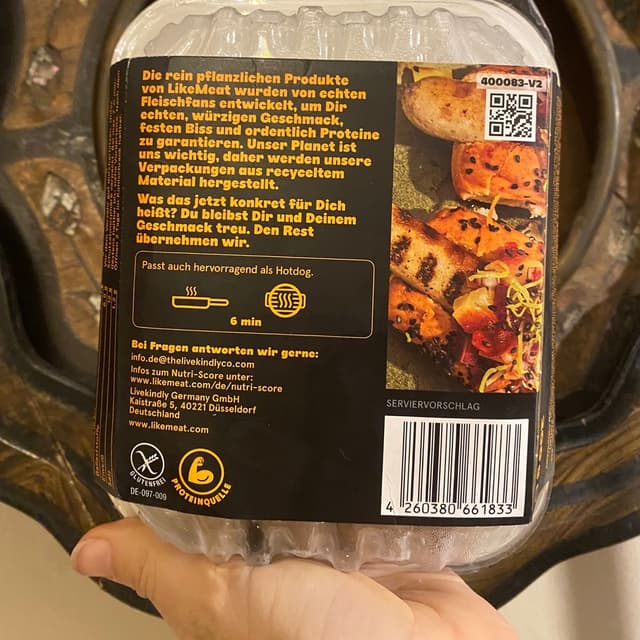 Die rein pflanzlichen Produkte
von LikeMeat wurden von echten
Fleischfans entwickelt, um Dir
echten, würzigen Geschmack,
festen Biss und ordentlich Proteine
zu garantieren. Unser Planet ist
uns wichtig, daher werden unsere
Verpackungen aus recyceltem
Material hergestellt.
Was das jetzt konkret für Dich
heißt? Du bleibst Dir und Deinem
Geschmack treu. Den Rest
übernehmen wir.
Passt auch hervorragend als Hotdog.
6 min
Bei Fragen antworten wir gerne:
info.de@thelivekindlyco.com
Infos zum Nutri-Score unter:
www.likemeat.com/de/nutri-score
Livekindly Germany GmbH
Kaistraße 5, 40221 Düsseldorf
Deutschland
www.likemeat.com
GLUTENFREI
DE-097-009
PROTEINQUELLE
400083-V2
SERVIERVORSCHLAG
4 260380 661833